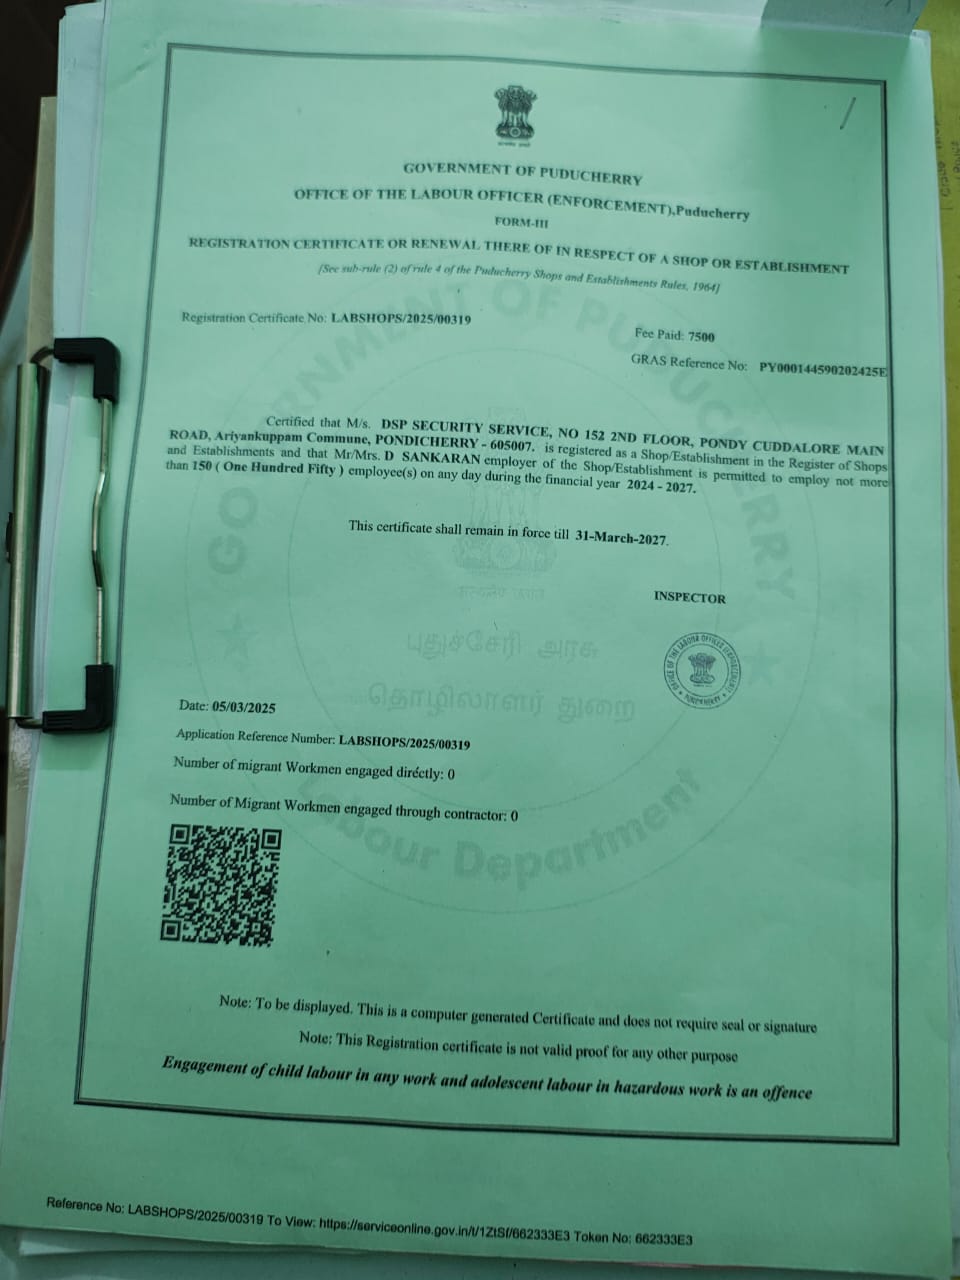 सत्यमेव जयते
GOVERNMENT OF PUDUCHERRY
OFFICE OF THE LABOUR OFFICER (ENFORCEMENT),Puducherry
FORM-III
REGISTRATION CERTIFICATE OR RENEWAL THERE OF IN RESPECT OF A SHOP OR ESTABLISHMENT
[See sub-rule (2) of rule 4 of the Puducherry Shops and Establishments Rules, 1964]
Registration Certificate No: LABSHOPS/2025/00319
Fee Paid: 7500
GRAS Reference No: PY000144590202425E
Certified that M/s. DSP SECURITY SERVICE, NO 152 2ND FLOOR, PONDY CUDDALORE MAIN
ROAD, Ariyankuppam Commune, PONDICHERRY - 605007. is registered as a Shop/Establishment in the Register of Shops
and Establishments and that Mr/Mrs. D SANKARAN employer of the Shop/Establishment is permitted to employ not more
than 150 ( One Hundred Fifty ) employee(s) on any day during the financial year 2024 - 2027.
This certificate shall remain in force till 31-March-2027.
INSPECTOR
OFFICE OF THE LABOUR OFFICER (ENFORCEMENT)
PUDUCHERRY
GOVERNMENT OF PUDUCHERRY
सत्यमेव जयते
புதுச்சேரி அரசு
தொழிலாளர் துறை
Labour Department
Date: 05/03/2025
Application Reference Number: LABSHOPS/2025/00319
Number of migrant Workmen engaged directly: 0
Number of Migrant Workmen engaged through contractor: 0
Note: To be displayed. This is a computer generated Certificate and does not require seal or signature
Note: This Registration certificate is not valid proof for any other purpose
Engagement of child labour in any work and adolescent labour in hazardous work is an offence
Reference No: LABSHOPS/2025/00319 To View: https://serviceonline.gov.in/t/1ZtSf/662333E3 Token No: 662333E3